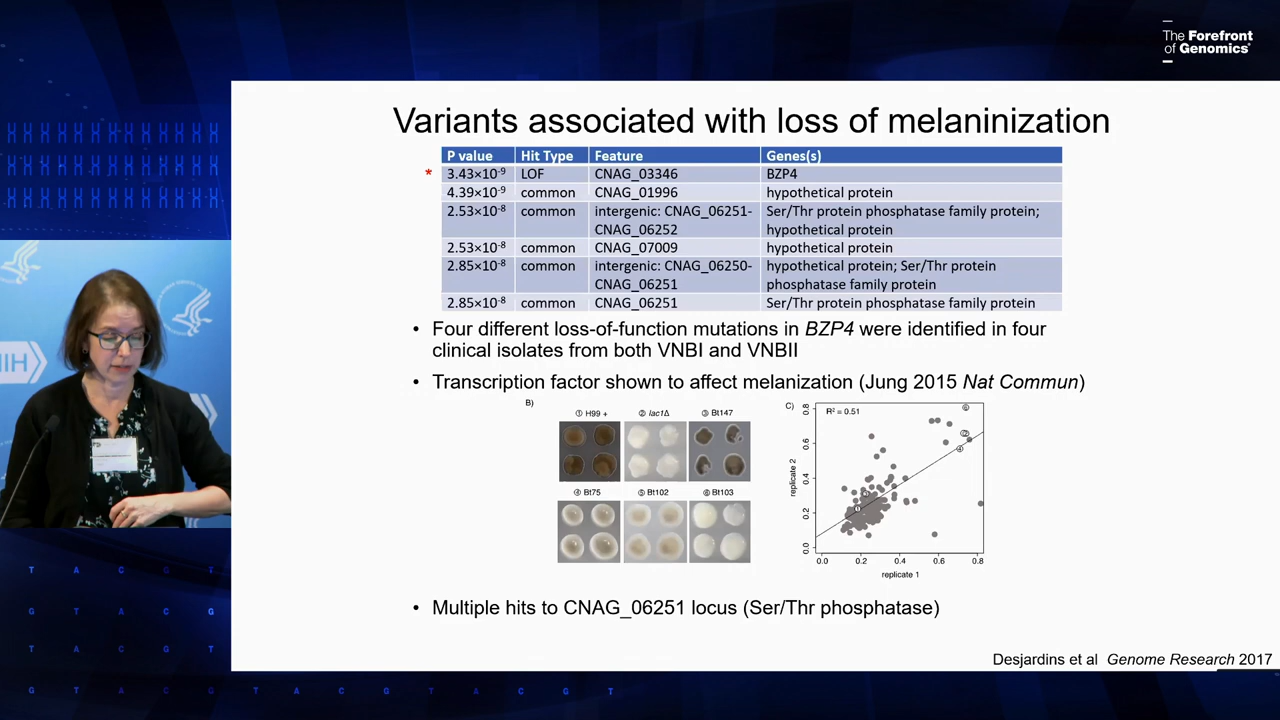 The Forefront
of Genomics®
Variants associated with loss of melaninization
P value Hit Type Feature Genes(s)
* 3.43×10⁻⁹ LOF CNAG_03346 BZP4
4.39×10⁻⁹ common CNAG_01996 hypothetical protein
2.53×10⁻⁸ common intergenic: CNAG_06251- Ser/Thr protein phosphatase family protein;
CNAG_06252 hypothetical protein
2.53×10⁻⁸ common CNAG_07009 hypothetical protein
2.85×10⁻⁸ common intergenic: CNAG_06250- hypothetical protein; Ser/Thr protein
CNAG_06251 phosphatase family protein
2.85×10⁻⁸ common CNAG_06251 Ser/Thr protein phosphatase family protein
• Four different loss-of-function mutations in BZP4 were identified in four
clinical isolates from both VNBI and VNBII
• Transcription factor shown to affect melanization (Jung 2015 Nat Commun)
B)
① H99 + ② lac1Δ ③ Bt147
④ Bt75 ⑤ Bt102 ⑥ Bt103
C)
R² = 0.51
0.8
0.6
0.4
0.2
0.0
replicate 2
0.0 0.2 0.4 0.6 0.8
replicate 1
• Multiple hits to CNAG_06251 locus (Ser/Thr phosphatase)
Desjardins et al Genome Research 2017
NIH
T A C G T
G T A C G
T A C G T
G T A C G T A C G T A C G T